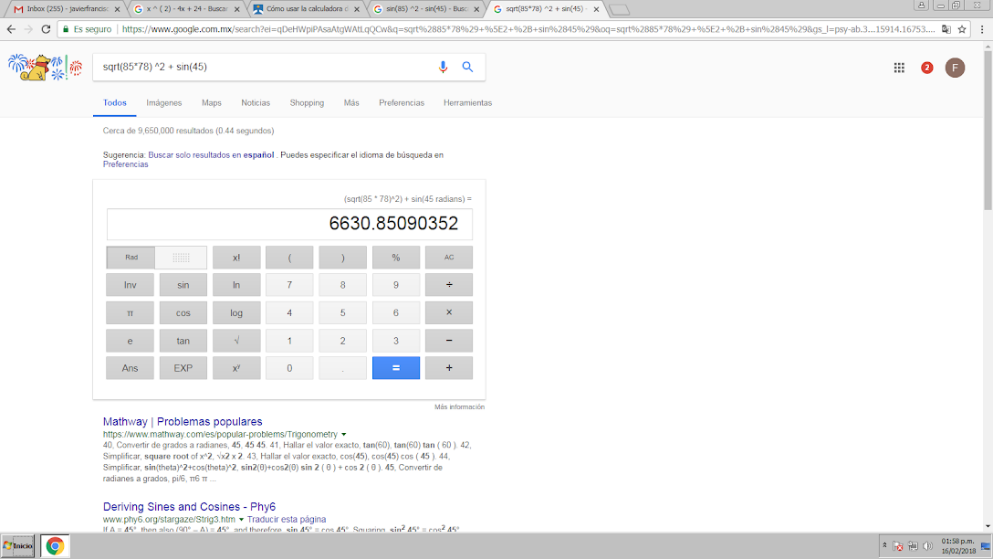 Inbox (255) - javierfrancisc
x ^ ( 2) - 4x + 24 - Buscar
Cómo usar la calculadora d
sin(85) ^2 - sin(45) - Busc
sqrt(85*78) ^2 + sin(45) -
Es seguro
https://www.google.com.mx/search?ei=qDeHWpiPAsaAtgWAtLqQCw&q=sqrt%2885*78%29+%5E2+%2B+sin%2845%29&oq=sqrt%2885*78%29+%5E2+%2B+sin%2845%29&gs_l=psy-ab.3....15914.16753....
sqrt(85*78) ^2 + sin(45)
2
F
Todos Imágenes Maps Noticias Shopping Más Preferencias Herramientas
Cerca de 9,650,000 resultados (0.44 segundos)
Sugerencia: Buscar solo resultados en español . Puedes especificar el idioma de búsqueda en
Preferencias
(sqrt(85 * 78)^2) + sin(45 radians) =
6630.85090352
Rad x! ( ) % AC
Inv sin ln 7 8 9 ÷
π cos log 4 5 6 ×
e tan √ 1 2 3 −
Ans EXP xʸ 0 . = +
Más información
Mathway | Problemas populares
https://www.mathway.com/es/popular-problems/Trigonometry
40, Convertir de grados a radianes, 45, 45 45. 41, Hallar el valor exacto, tan(60), tan(60) tan ( 60 ). 42,
Simplificar, square root of x^2, √x2 x 2. 43, Hallar el valor exacto, cos(45), cos(45) cos ( 45 ). 44,
Simplificar, sin(theta)^2+cos(theta)^2, sin2(θ)+cos2(θ) sin 2 ( θ ) + cos 2 ( θ ). 45, Convertir de
radianes a grados, pi/6, π6 π ...
Deriving Sines and Cosines - Phy6
www.phy6.org/stargaze/Strig3.htm Traducir esta página
If A = 45°, then also (90° – A) = 45°, and therefore, sin 45° = cos 45°. Squaring, sin² 45° = cos² 45°
Inicio
01:58 p.m.
16/02/2018